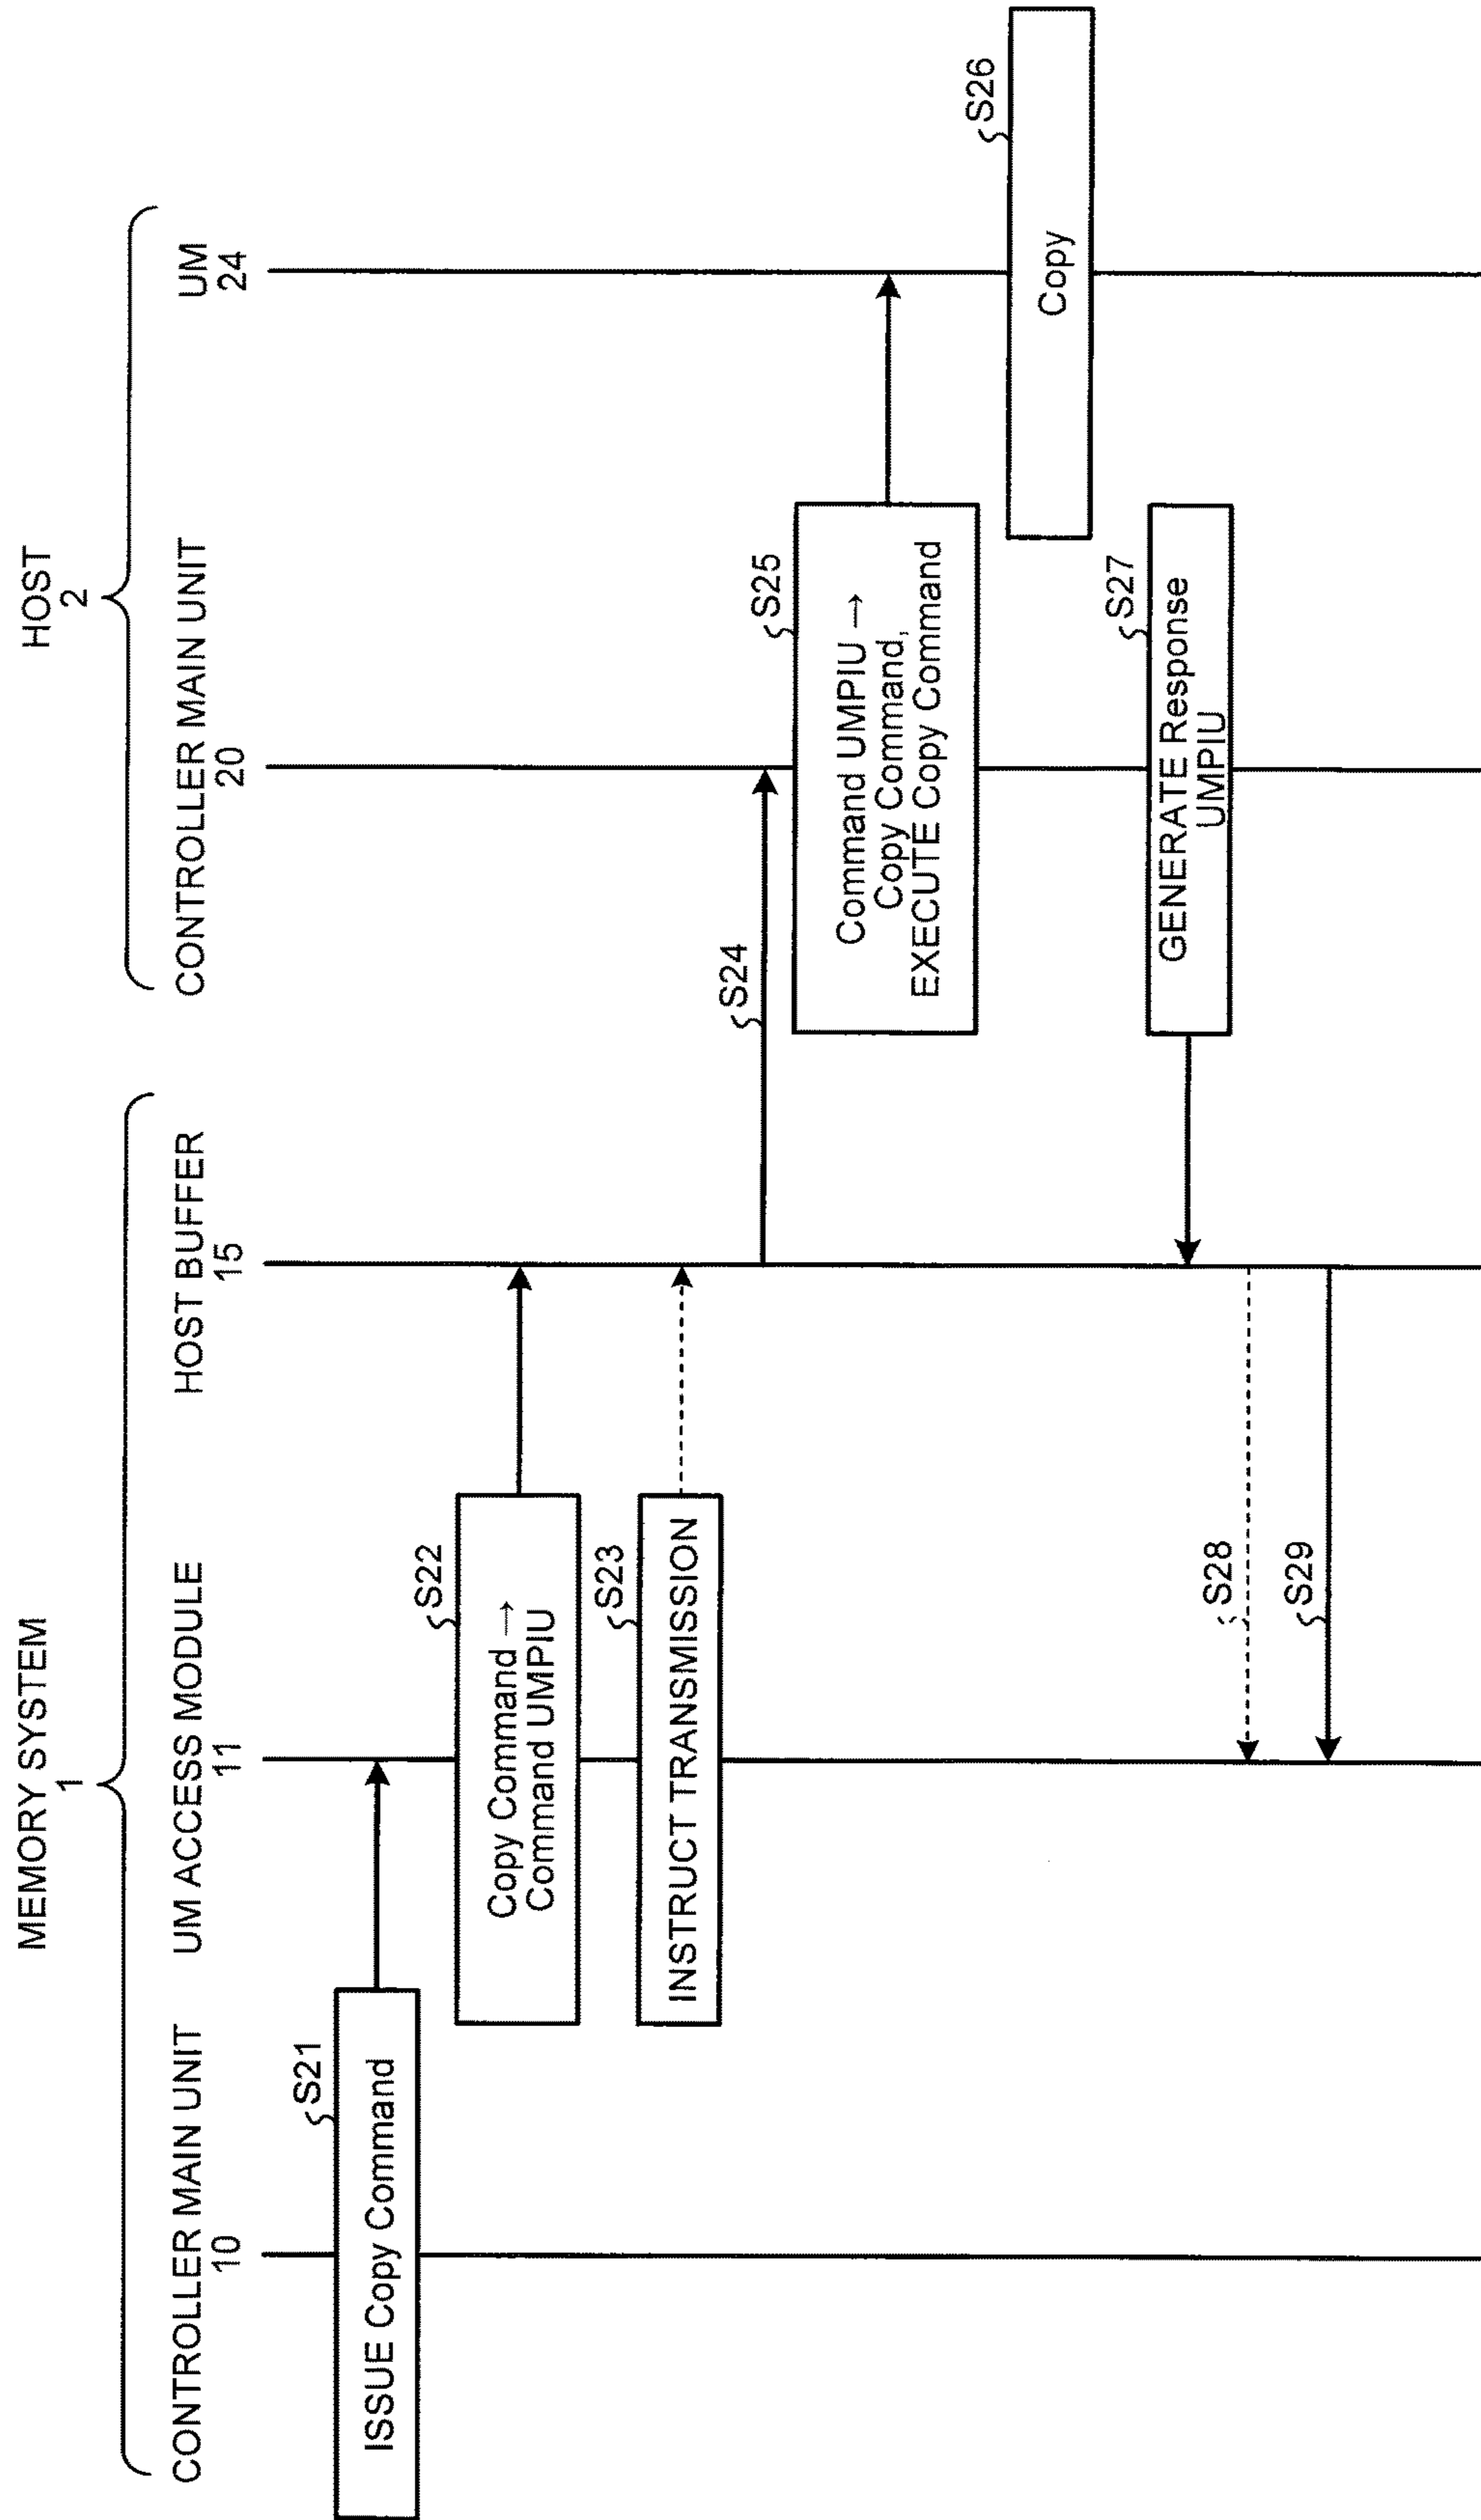 MEMORY SYSTEM
1
HOST
2
CONTROLLER MAIN UNIT
10
UM ACCESS MODULE
11
HOST BUFFER
15
CONTROLLER MAIN UNIT
20
UM
24
S21
ISSUE Copy Command
S22
Copy Command →
Command UMPIU
S23
INSTRUCT TRANSMISSION
S24
S25
Command UMPIU →
Copy Command,
EXECUTE Copy Command
S26
Copy
S27
GENERATE Response
UMPIU
S28
S29